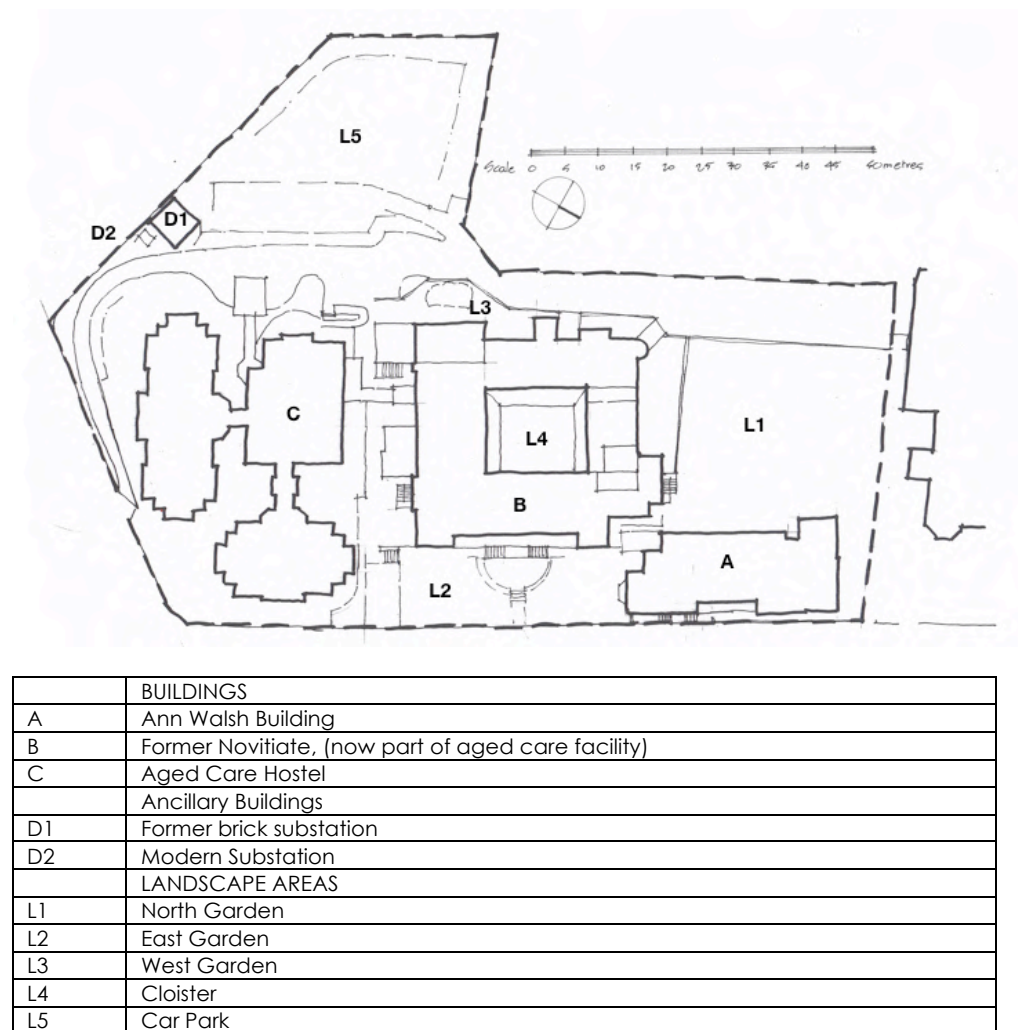 L5
Scale 0 5 10 15 20 25 30 35 40 45 50 metres
D1
D2
L3
C
L4
L1
B
A
L2
BUILDINGS
A Ann Walsh Building
B Former Novitiate, (now part of aged care facility)
C Aged Care Hostel
Ancillary Buildings
D1 Former brick substation
D2 Modern Substation
LANDSCAPE AREAS
L1 North Garden
L2 East Garden
L3 West Garden
L4 Cloister
L5 Car Park